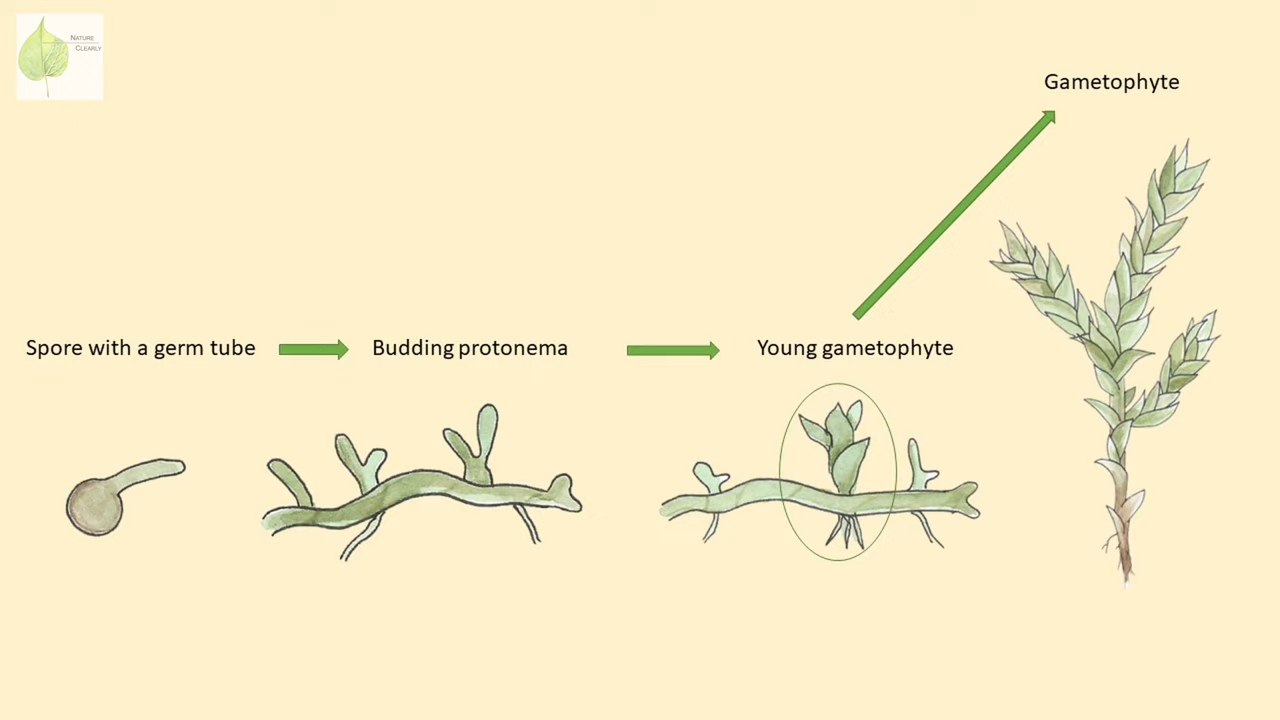 NATURE
CLEARLY
Gametophyte
Spore with a germ tube
Budding protonema
Young gametophyte